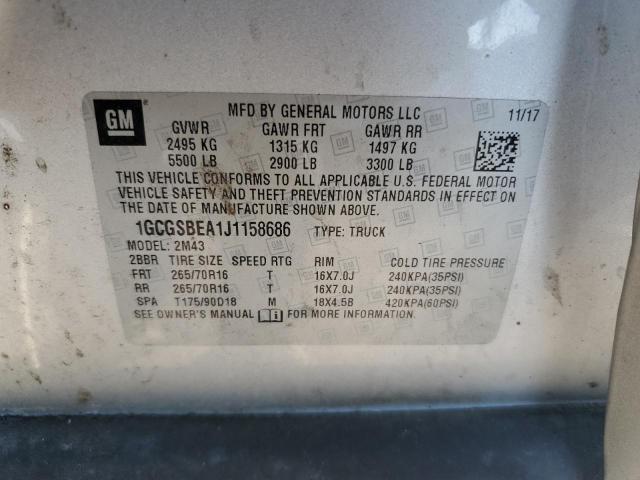 GM
MFD BY GENERAL MOTORS LLC 11/17
GVWR GAWR FRT GAWR RR
2495 KG 1315 KG 1497 KG
5500 LB 2900 LB 3300 LB
THIS VEHICLE CONFORMS TO ALL APPLICABLE U.S. FEDERAL MOTOR
VEHICLE SAFETY AND THEFT PREVENTION STANDARDS IN EFFECT ON
THE DATE OF MANUFACTURE SHOWN ABOVE.
1GCGSBEA1J1158686 TYPE: TRUCK
MODEL: 2M43
2BBR TIRE SIZE SPEED RTG RIM COLD TIRE PRESSURE
FRT 265/70R16 T 16X7.0J 240KPA(35PSI)
RR 265/70R16 T 16X7.0J 240KPA(35PSI)
SPA T175/90D18 M 18X4.5B 420KPA(60PSI)
SEE OWNER'S MANUAL FOR MORE INFORMATION.